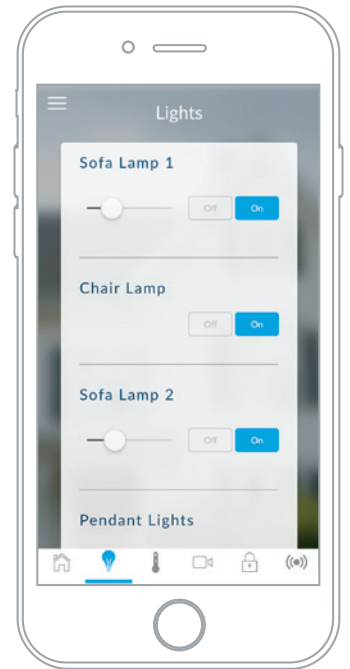 Lights
Sofa Lamp 1
Off On
Chair Lamp
Off On
Sofa Lamp 2
Off On
Pendant Lights